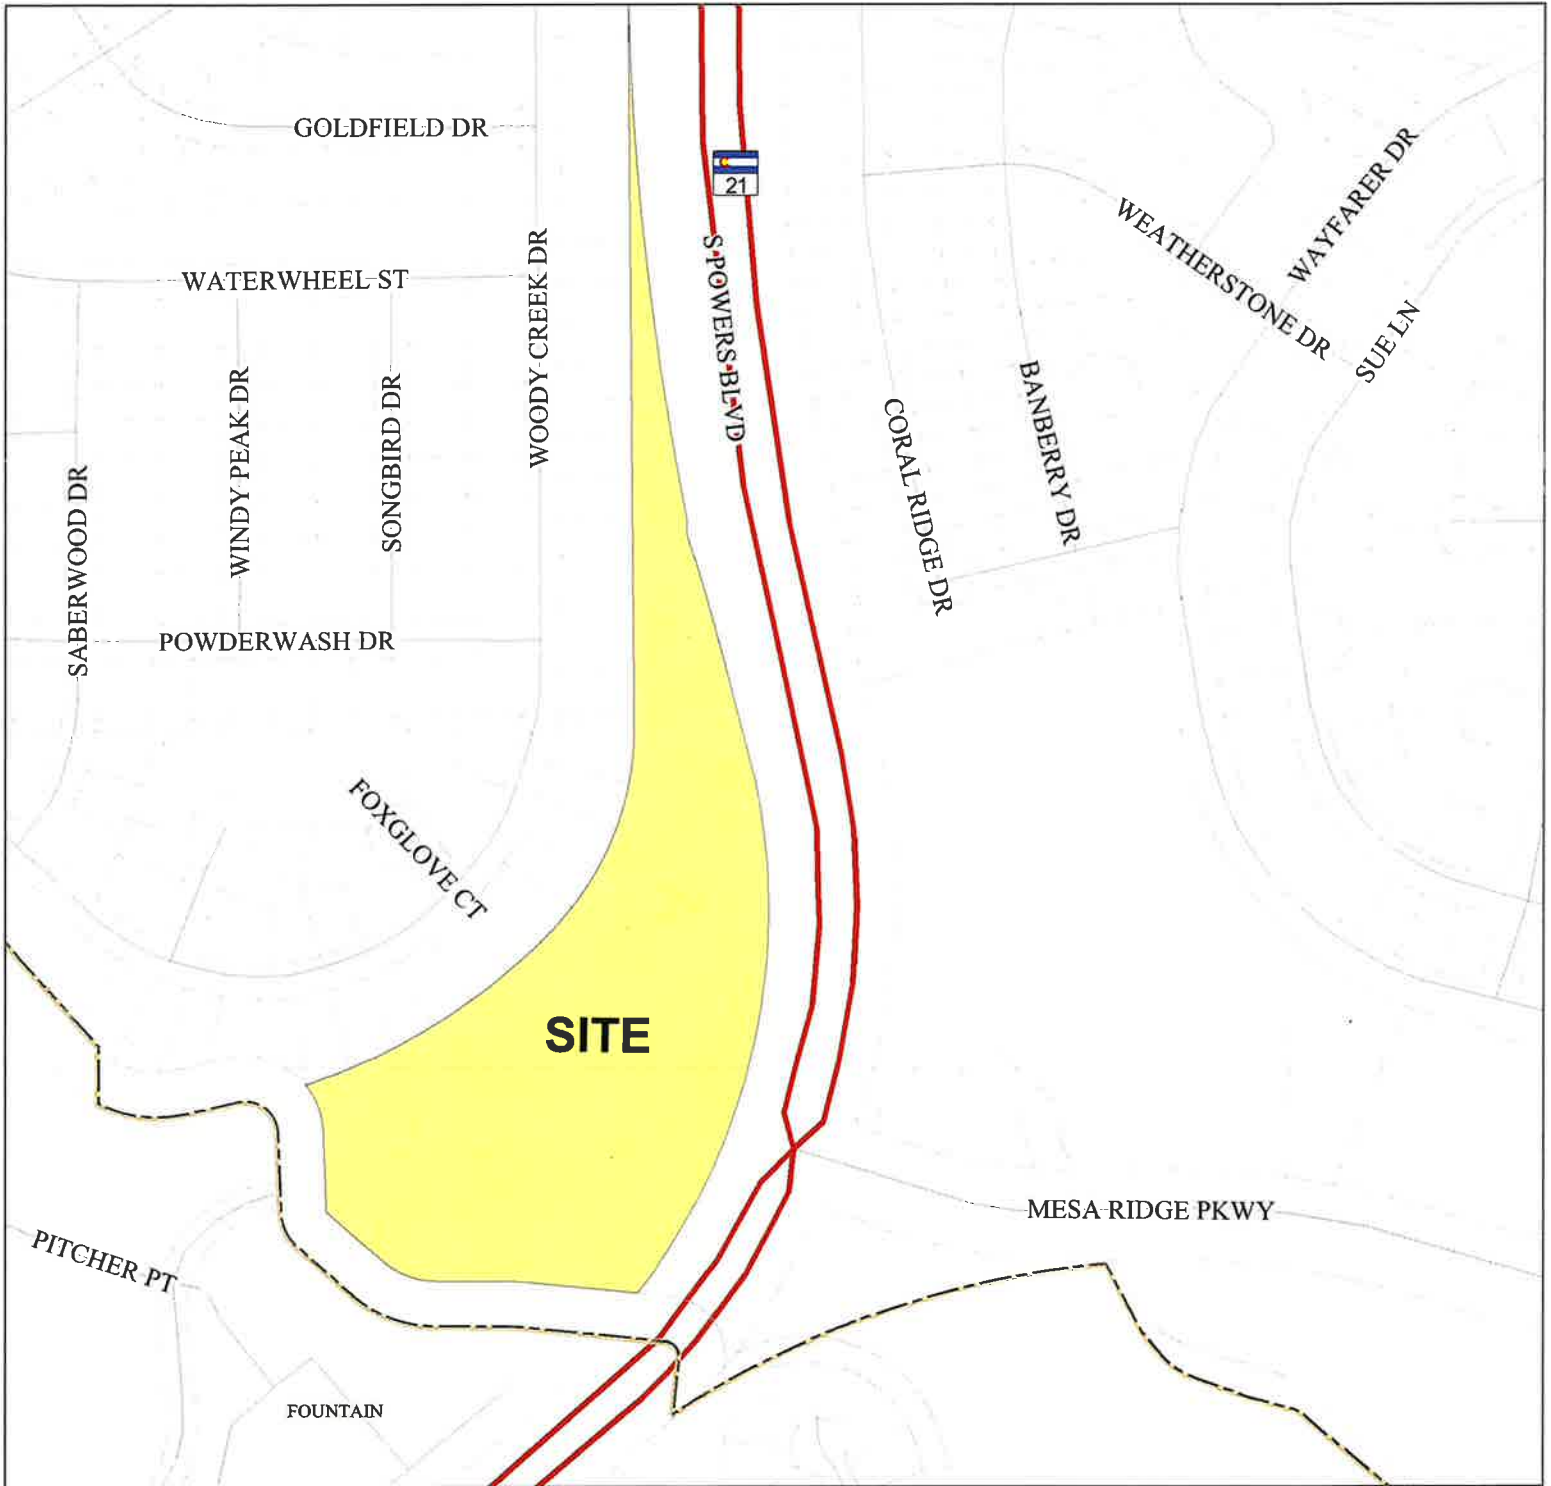 GOLDFIELD DR
21
WAYFARER DR
WEATHERSTONE DR
WATERWHEEL ST
WOODY CREEK DR
S POWERS BLVD
SUE LN
WINDY PEAK DR
SONGBIRD DR
BANBERRY DR
CORAL RIDGE DR
SABERWOOD DR
POWDERWASH DR
FOXGLOVE CT
SITE
MESA RIDGE PKWY
PITCHER PT
FOUNTAIN